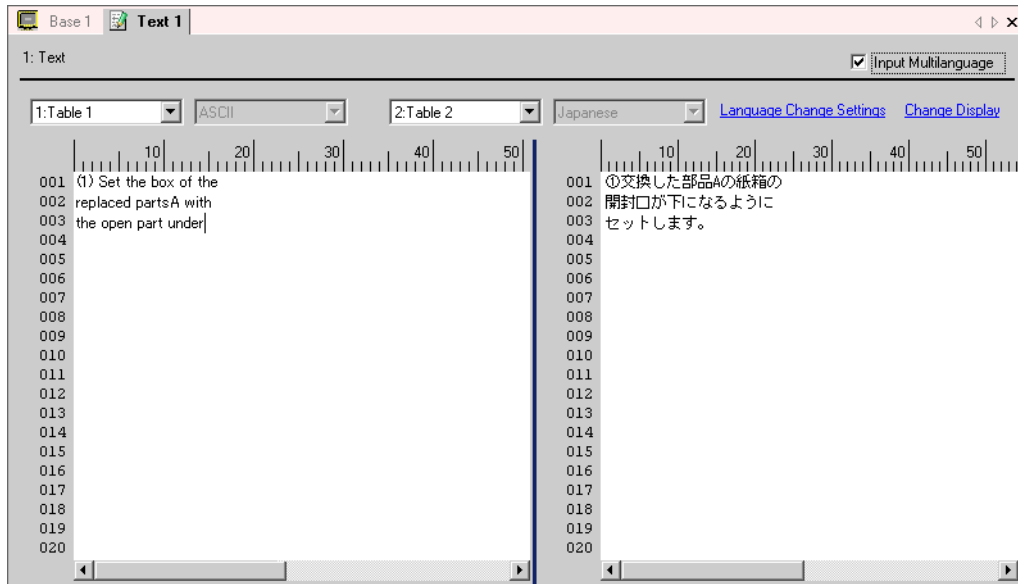 Base 1 Text 1
1: Text
Input Multilanguage
1:Table 1 ASCII 2:Table 2 Japanese Language Change Settings Change Display
10 20 30 40 50
001 (1) Set the box of the
002 replaced partsA with
003 the open part under
004
005
006
007
008
009
010
011
012
013
014
015
016
017
018
019
020
10 20 30 40 50
001 ①交換した部品Aの紙箱の
002 開封口が下になるように
003 セットします。
004
005
006
007
008
009
010
011
012
013
014
015
016
017
018
019
020